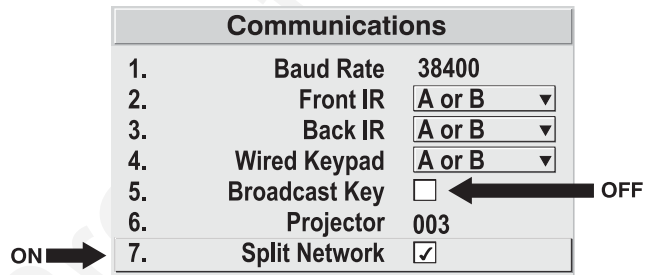 Communications
1. Baud Rate 38400
2. Front IR A or B
3. Back IR A or B
4. Wired Keypad A or B
5. Broadcast Key OFF
6. Projector 003
ON 7. Split Network ✓